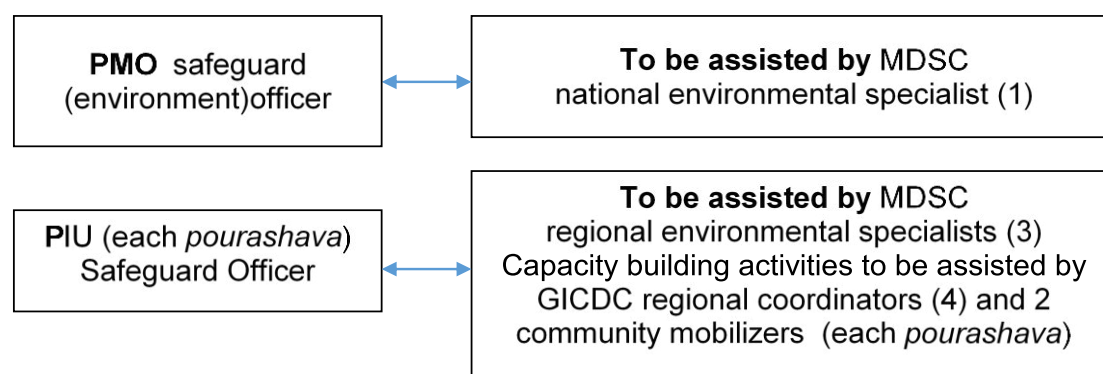 PMO safeguard
(environment)officer
To be assisted by MDSC
national environmental specialist (1)
PIU (each pourashava)
Safeguard Officer
To be assisted by MDSC
regional environmental specialists (3)
Capacity building activities to be assisted by
GICDC regional coordinators (4) and 2
community mobilizers (each pourashava)